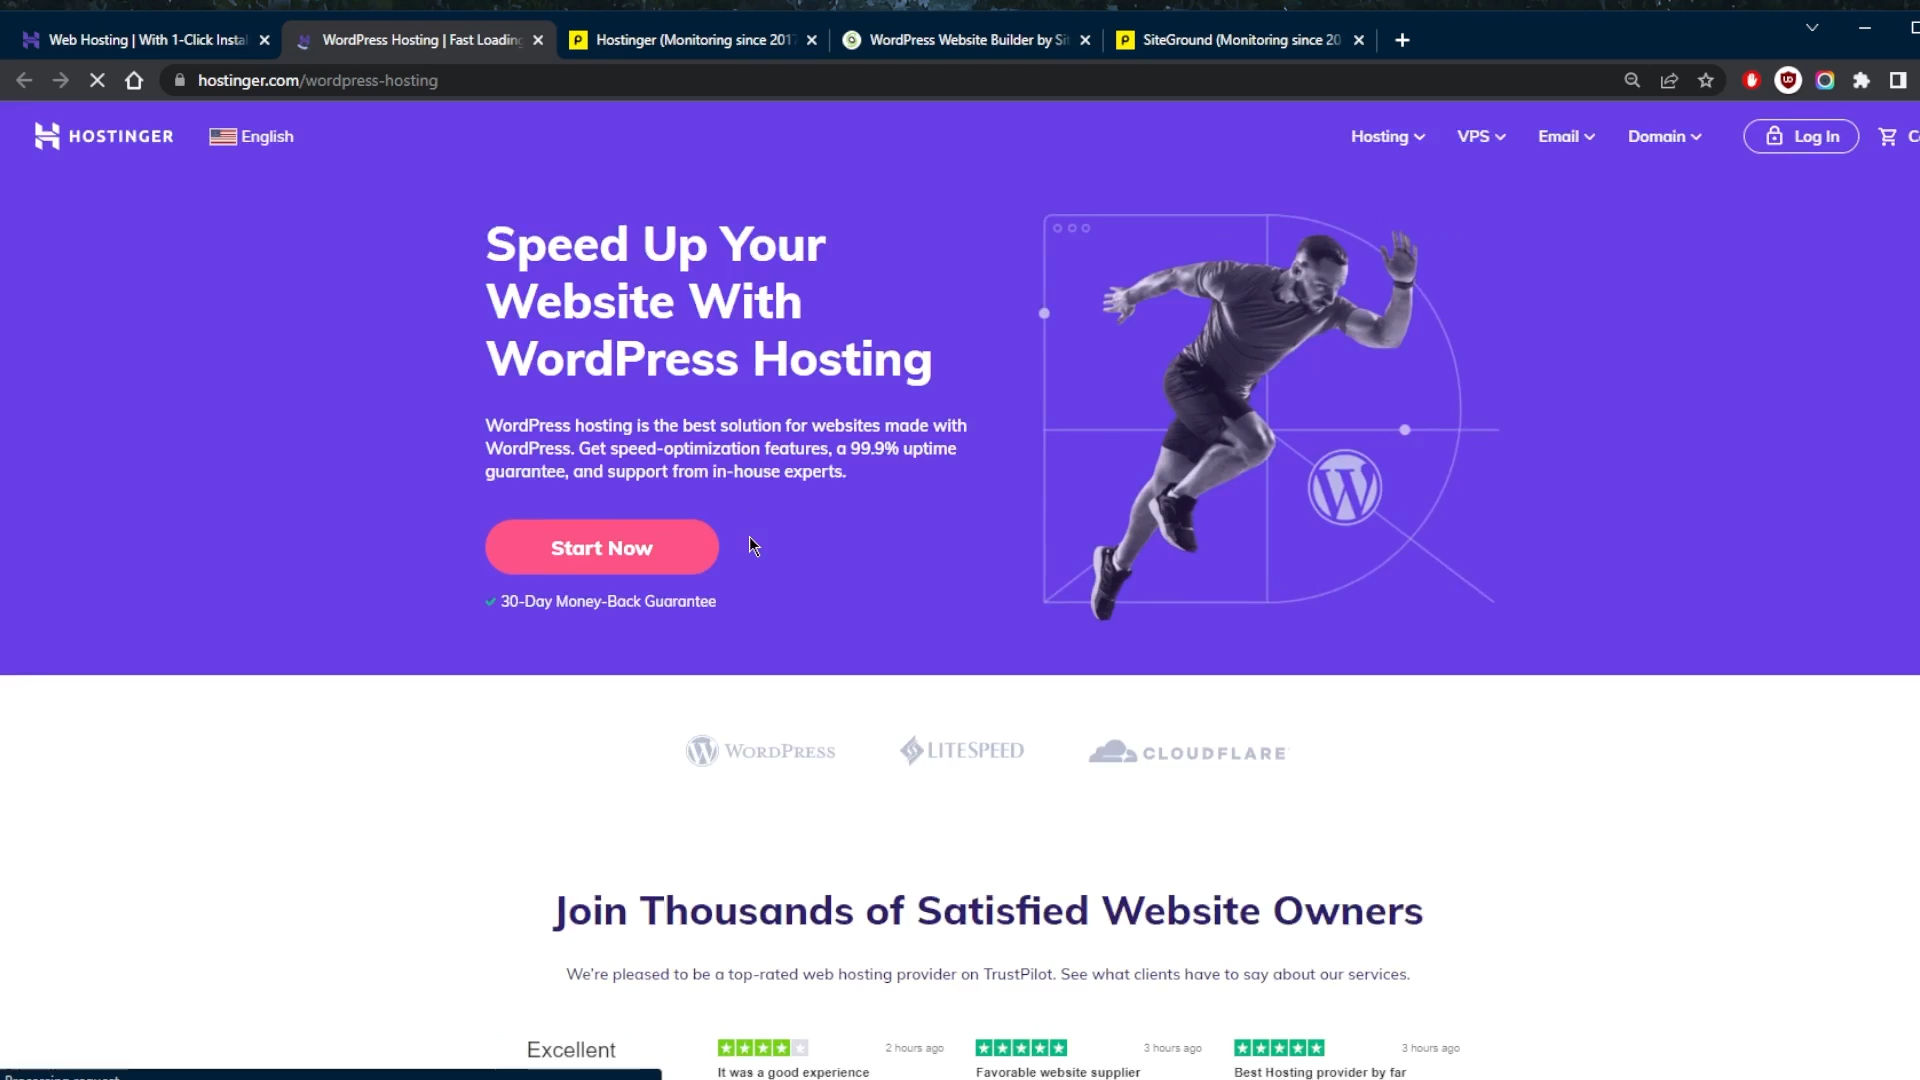 Web Hosting | With 1-Click Insta
WordPress Hosting | Fast Loading
Hostinger (Monitoring since 2017
WordPress Website Builder by Si
SiteGround (Monitoring since 20
hostinger.com/wordpress-hosting
HOSTINGER
English
Hosting
VPS
Email
Domain
Log In
Speed Up Your
Website With
WordPress Hosting
WordPress hosting is the best solution for websites made with
WordPress. Get speed-optimization features, a 99.9% uptime
guarantee, and support from in-house experts.
Start Now
30-Day Money-Back Guarantee
WORDPRESS
LITESPEED
CLOUDFLARE
Join Thousands of Satisfied Website Owners
We're pleased to be a top-rated web hosting provider on TrustPilot. See what clients have to say about our services.
Excellent
2 hours ago
3 hours ago
3 hours ago
It was a good experience
Favorable website supplier
Best Hosting provider by far